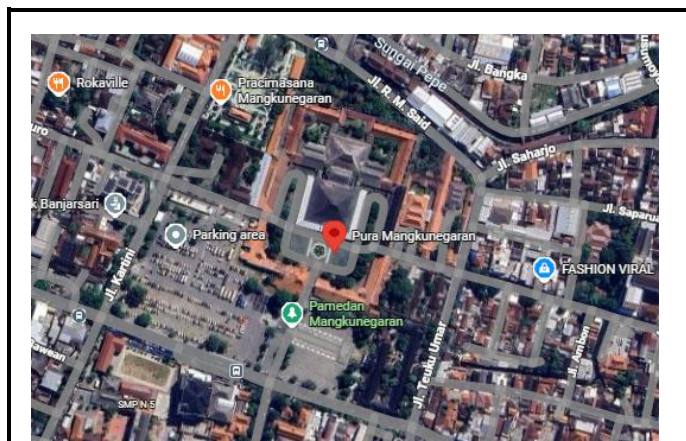 Sungai Pepe
Jl. Bangka
Rokaville
Pracimasana
Mangkunegaran
Jl. R. M. Said
Jl. Saharjo
k Banjarsari
Jl. Saparua
Parking area
Pura Mangkunegaran
FASHION VIRAL
Jl. Kartini
Pamedan
Mangkunegaran
Jl. Teuku Umar
Jl. Ambon
SMP N 5